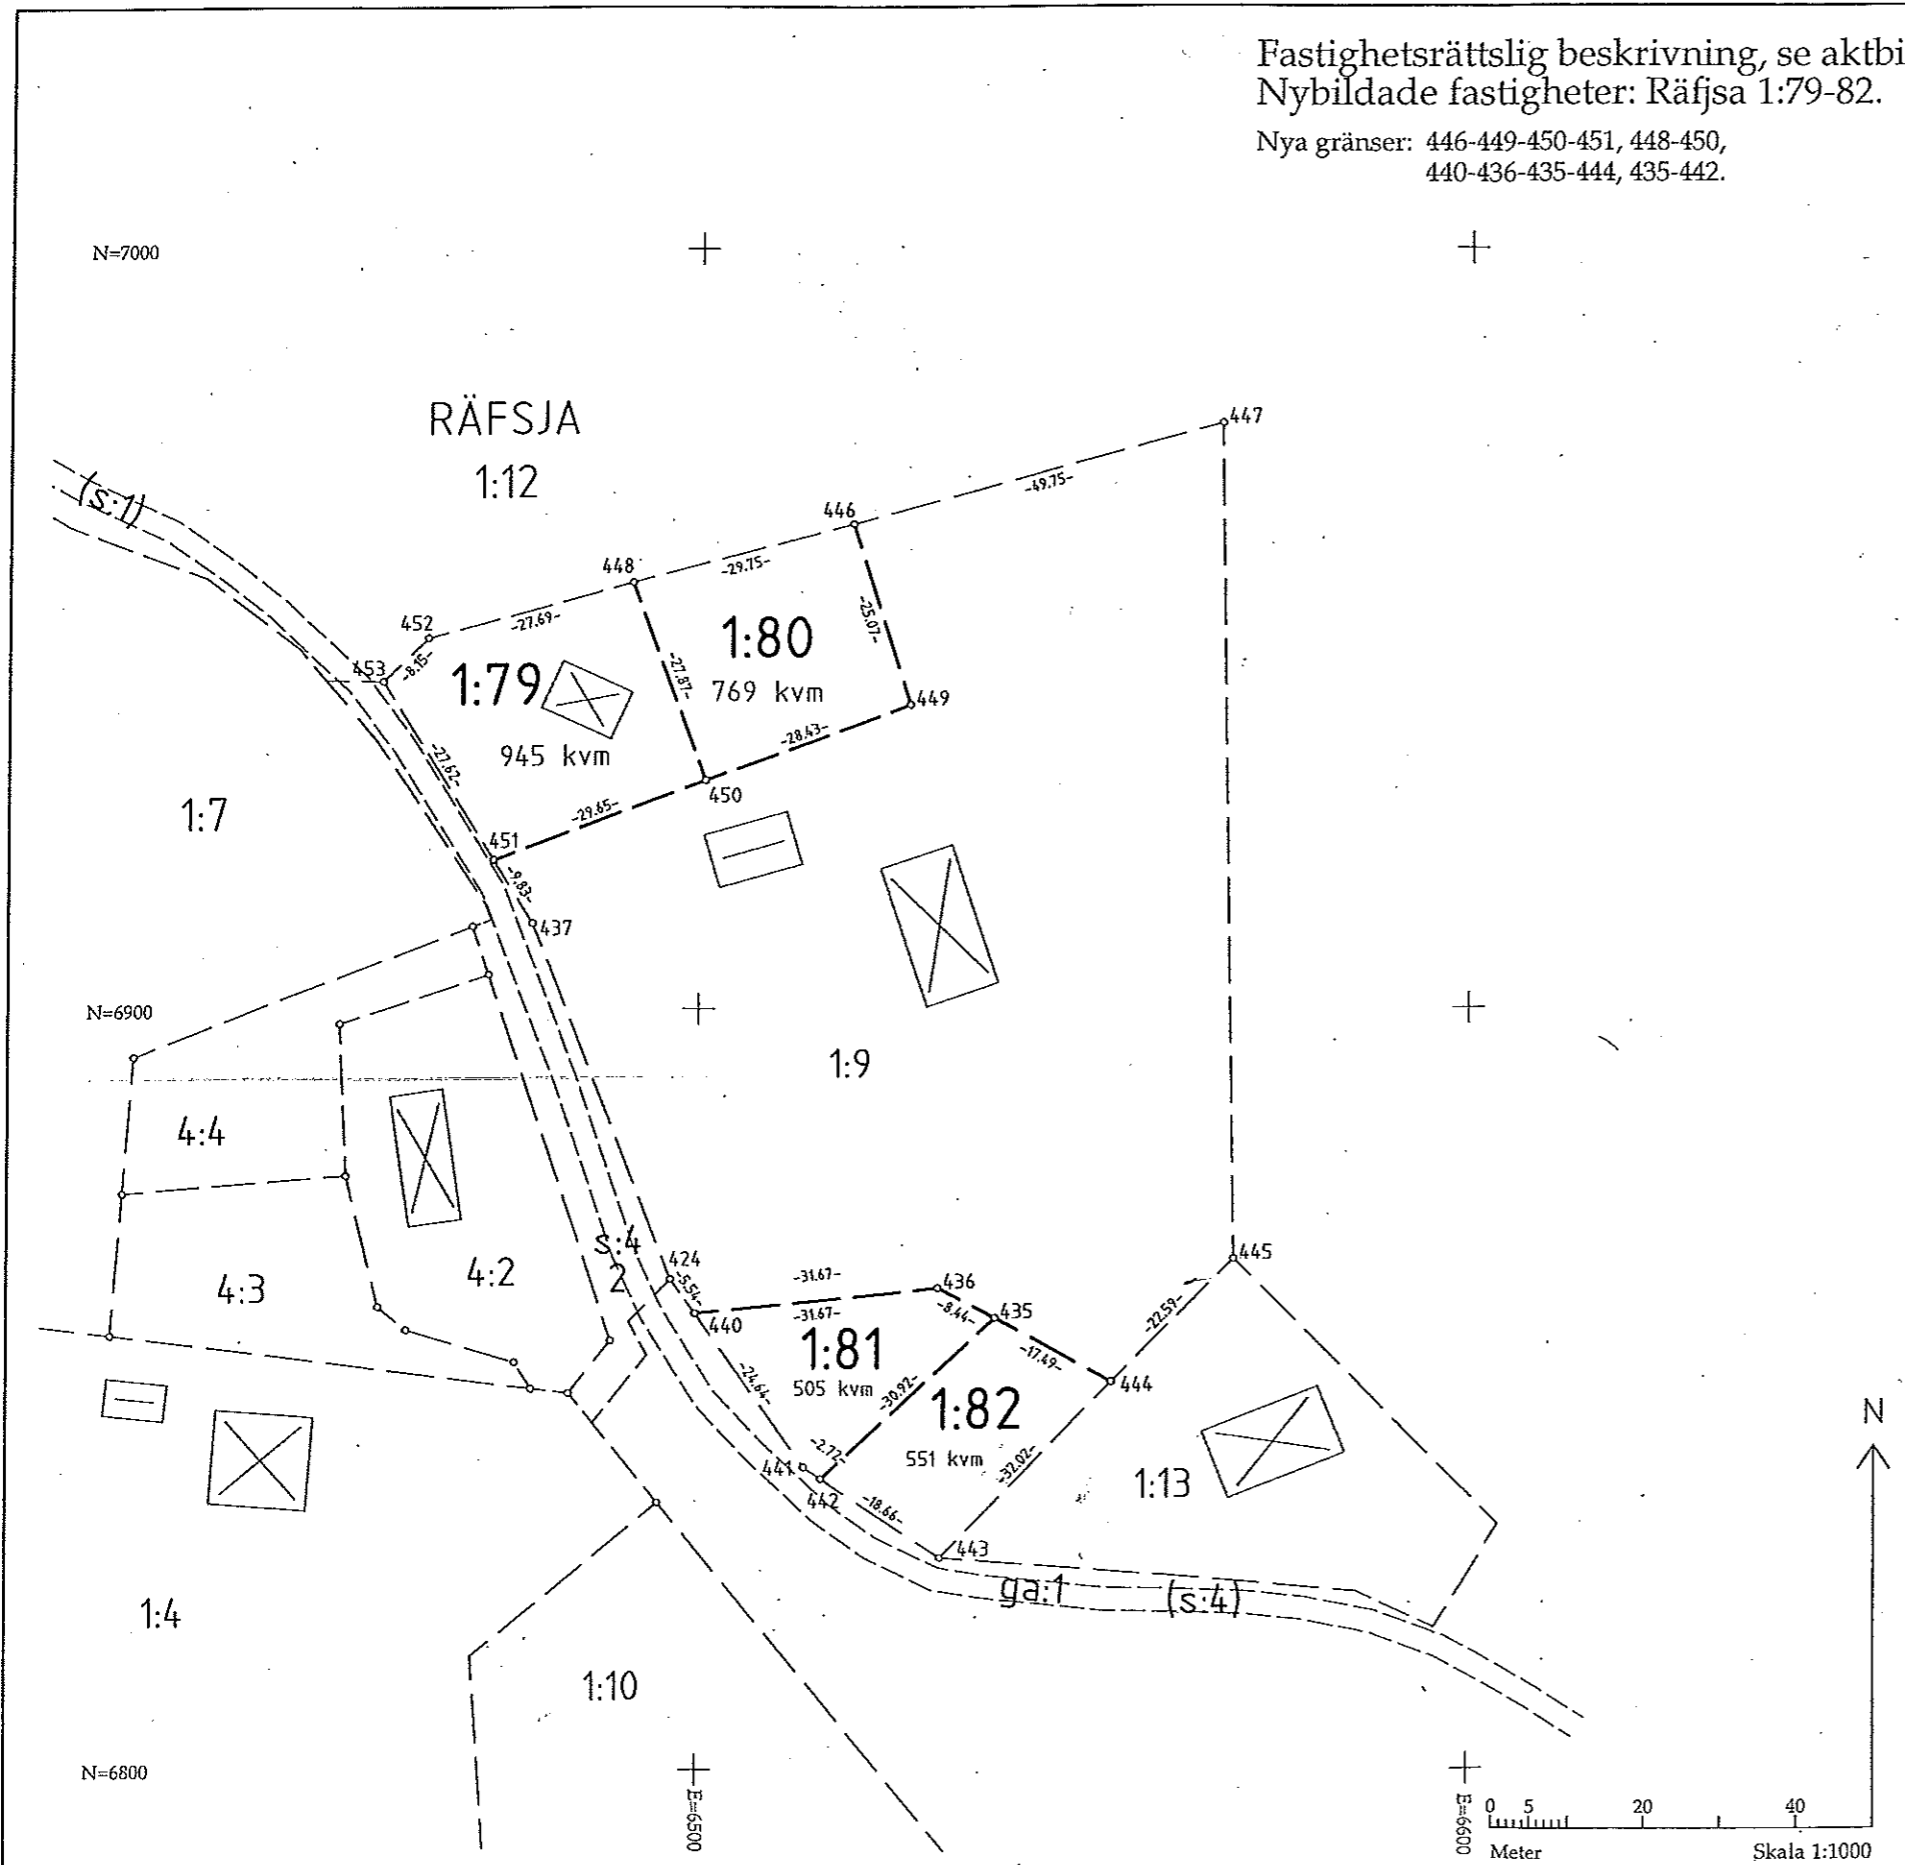 Fastighetsrättslig beskrivning, se aktbi
Nybildade fastigheter: Räfjsa 1:79-82.
Nya gränser: 446-449-450-451, 448-450,
440-436-435-444, 435-442.
N=7000
RÄFSJA
1:12
(s:1)
447
-49.75-
446
-29.75-
448
-27.69-
452
-8.15-
453
1:79
945 kvm
-27.87-
1:80
769 kvm
-25.07-
449
-28.43-
450
-29.65-
-27.62-
451
-9.83-
437
1:7
N=6900
1:9
4:4
4:3
4:2
s:4
2
424
-5.54-
440
-31.67-
-31.67-
436
-8.44-
435
-17.49-
444
-22.59-
445
1:81
505 kvm
-24.64-
-30.92-
1:82
551 kvm
-2.72-
441
442
-18.66-
-32.02-
443
1:13
ga:1
(s:4)
1:4
1:10
N
N=6800
E=6500
E=6600
0 5 20 40
Meter
Skala 1:1000